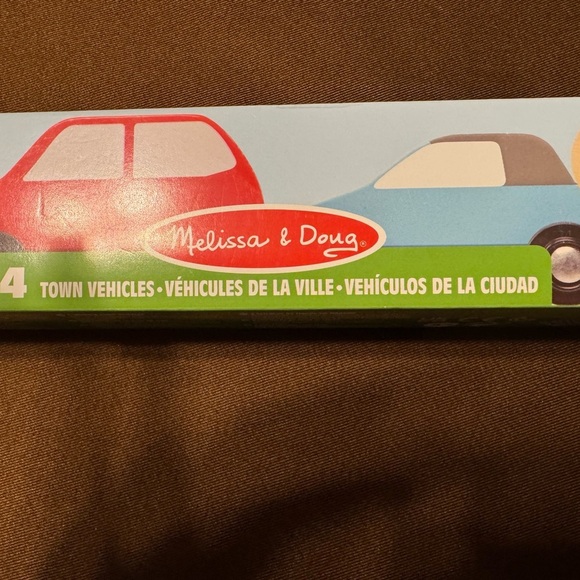 Melissa & Doug®
4 TOWN VEHICLES • VÉHICULES DE LA VILLE • VEHÍCULOS DE LA CIUDAD